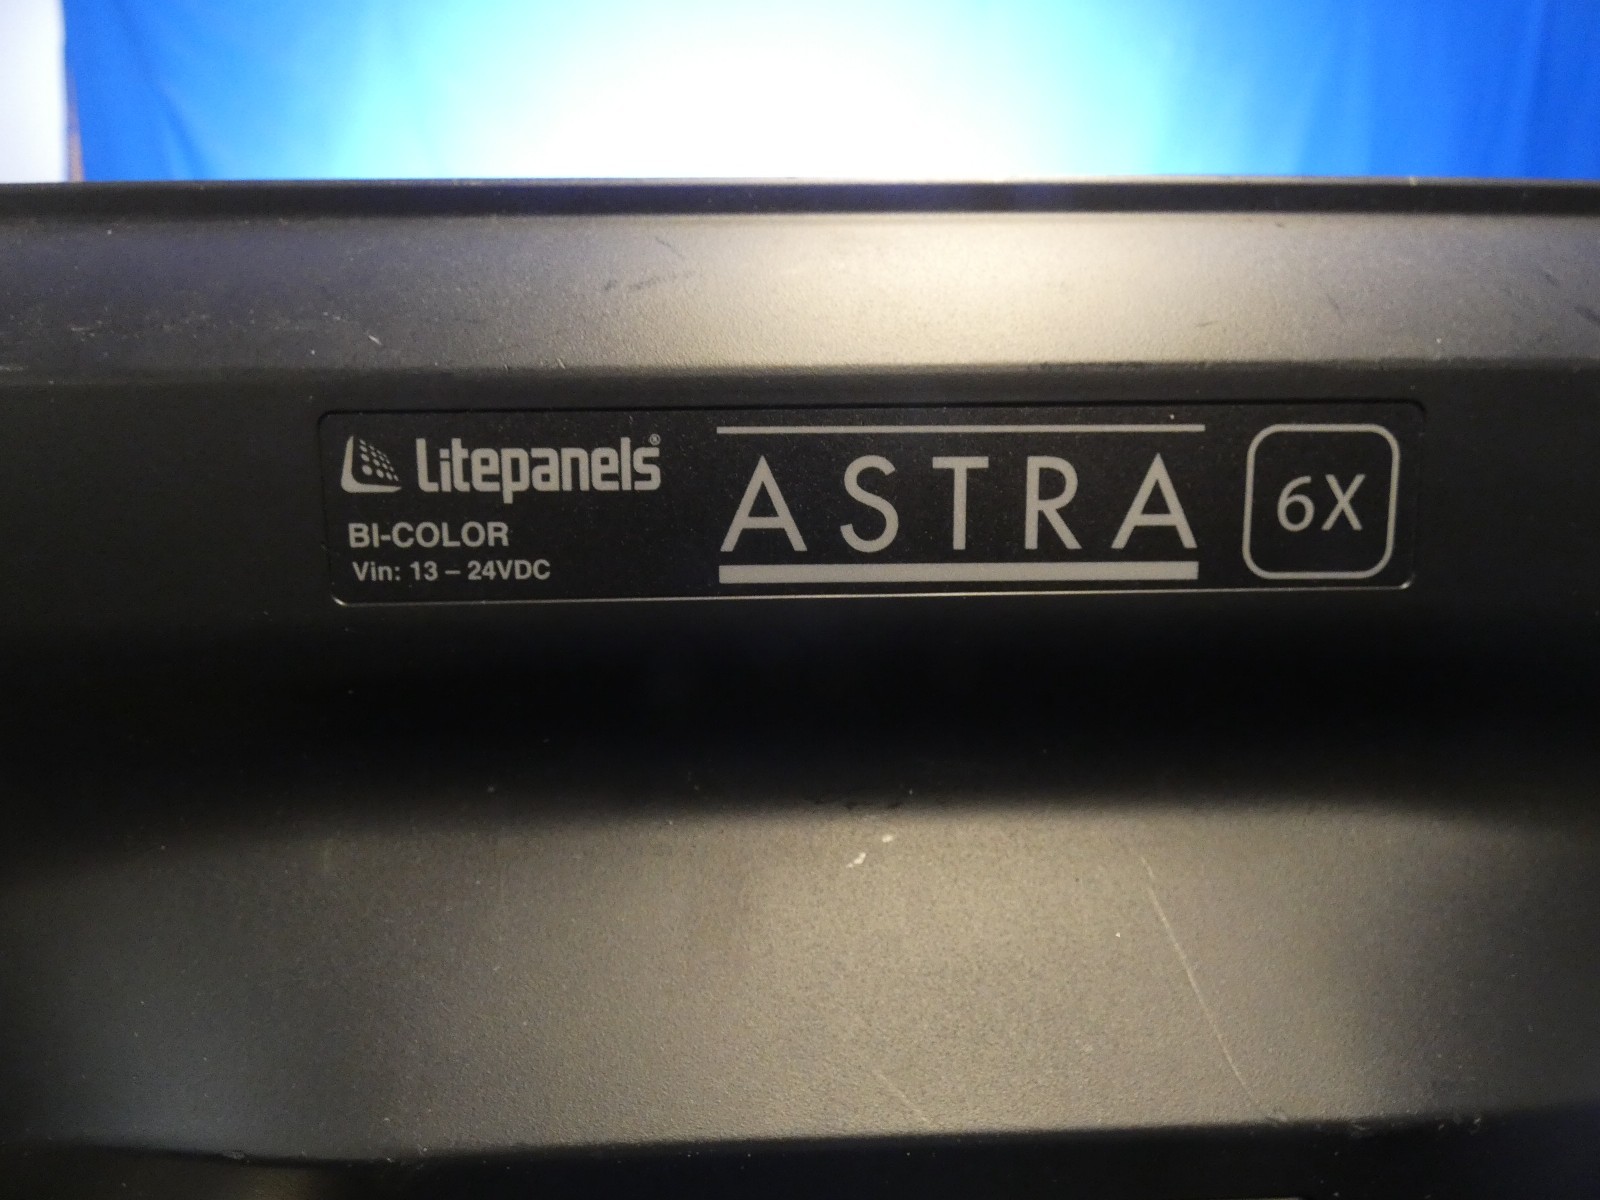 Litepanels®
BI-COLOR
Vin: 13 – 24VDC
ASTRA
6X